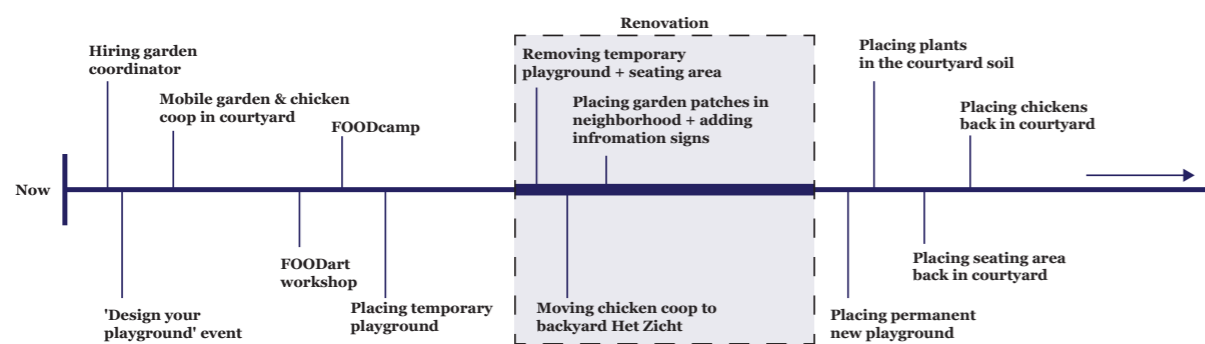 Renovation
Hiring garden
coordinator
Mobile garden & chicken
coop in courtyard
FOODcamp
Removing temporary
playground + seating area
Placing garden patches in
neighborhood + adding
infromation signs
Placing plants
in the courtyard soil
Placing chickens
back in courtyard
Now
'Design your
playground' event
FOODart
workshop
Placing temporary
playground
Moving chicken coop to
backyard Het Zicht
Placing permanent
new playground
Placing seating area
back in courtyard